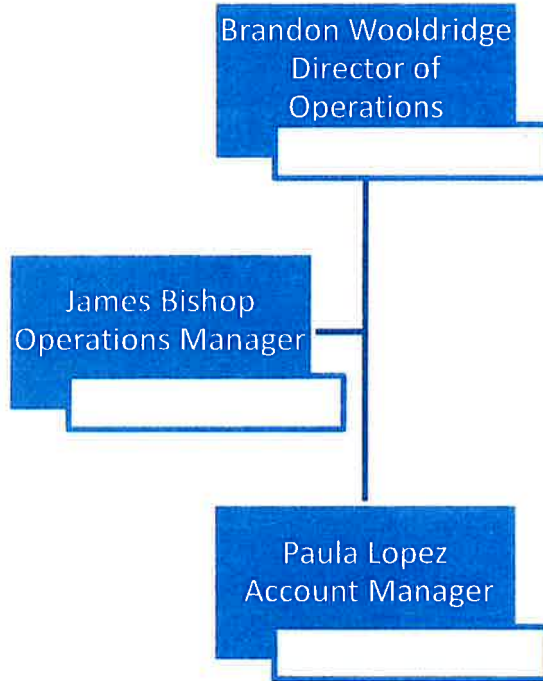 Brandon Wooldridge
Director of
Operations
James Bishop
Operations Manager
Paula Lopez
Account Manager